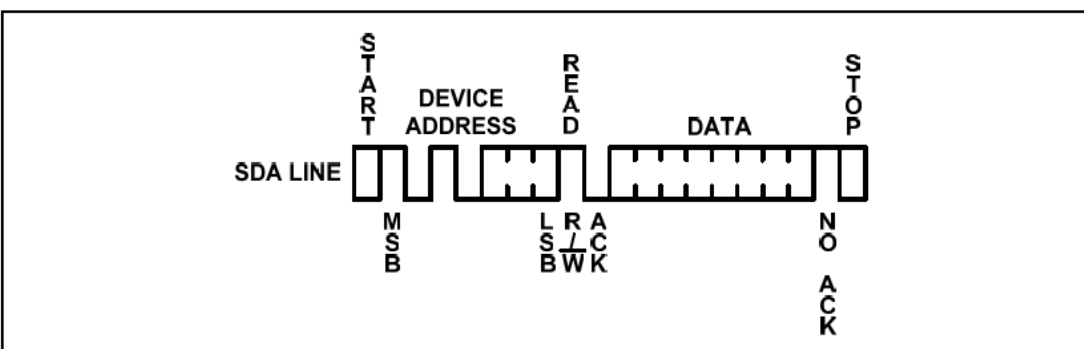 START
DEVICE
ADDRESS
READ
DATA
STOP
SDA LINE
MSB
LSB
R/W
ACK
NO ACK